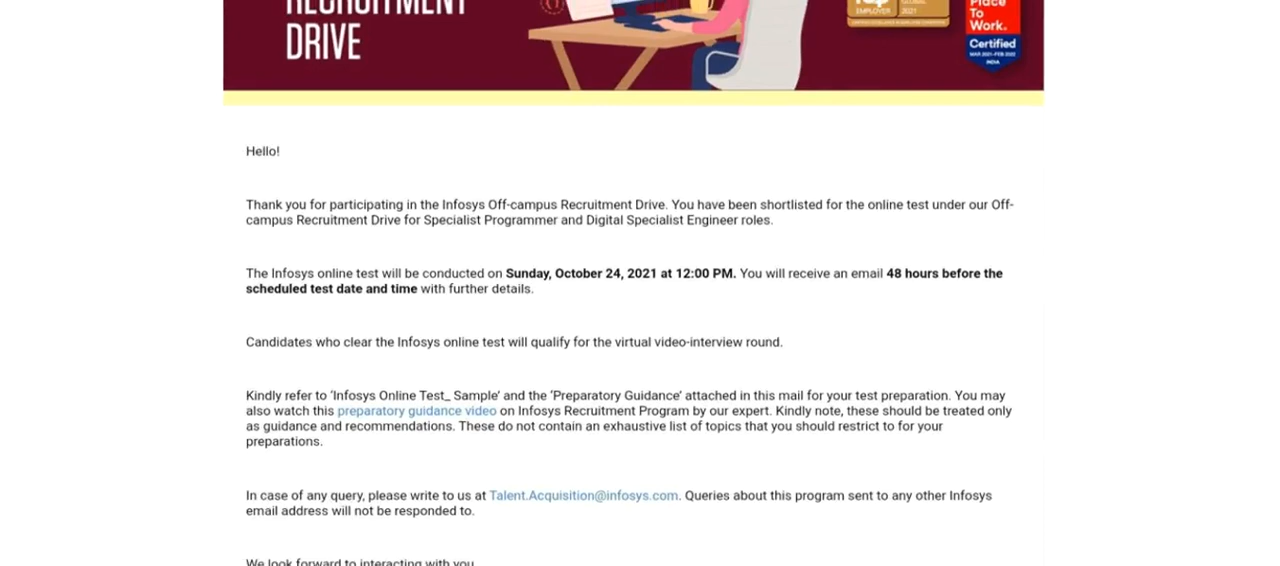 RECRUITMENT
DRIVE
EMPLOYER
GLOBAL
2021
Place
To
Work.
Certified
MAR 2021-FEB 2022
INDIA
Hello!
Thank you for participating in the Infosys Off-campus Recruitment Drive. You have been shortlisted for the online test under our Off-
campus Recruitment Drive for Specialist Programmer and Digital Specialist Engineer roles.
The Infosys online test will be conducted on Sunday, October 24, 2021 at 12:00 PM. You will receive an email 48 hours before the
scheduled test date and time with further details.
Candidates who clear the Infosys online test will qualify for the virtual video-interview round.
Kindly refer to ‘Infosys Online Test_ Sample’ and the ‘Preparatory Guidance’ attached in this mail for your test preparation. You may
also watch this preparatory guidance video on Infosys Recruitment Program by our expert. Kindly note, these should be treated only
as guidance and recommendations. These do not contain an exhaustive list of topics that you should restrict to for your
preparations.
In case of any query, please write to us at Talent.Acquisition@infosys.com. Queries about this program sent to any other Infosys
email address will not be responded to.
We look forward to interacting with you